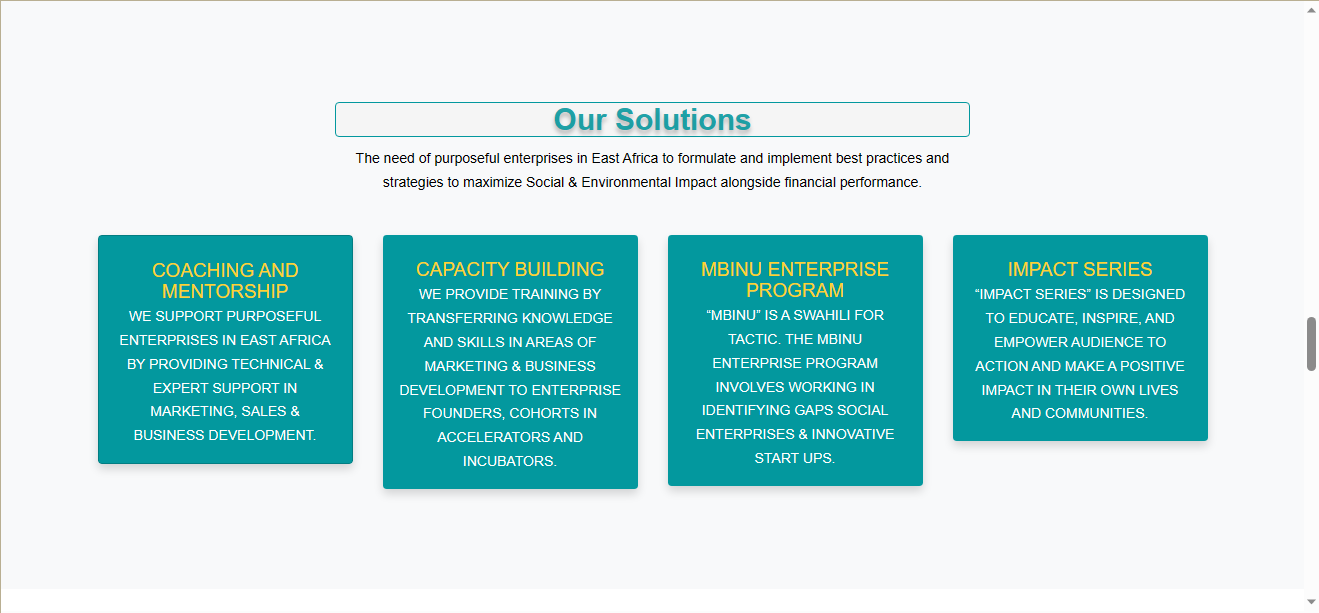 Our Solutions
The need of purposeful enterprises in East Africa to formulate and implement best practices and
strategies to maximize Social & Environmental Impact alongside financial performance.
COACHING AND
MENTORSHIP
WE SUPPORT PURPOSEFUL
ENTERPRISES IN EAST AFRICA
BY PROVIDING TECHNICAL &
EXPERT SUPPORT IN
MARKETING, SALES &
BUSINESS DEVELOPMENT.
CAPACITY BUILDING
WE PROVIDE TRAINING BY
TRANSFERRING KNOWLEDGE
AND SKILLS IN AREAS OF
MARKETING & BUSINESS
DEVELOPMENT TO ENTERPRISE
FOUNDERS, COHORTS IN
ACCELERATORS AND
INCUBATORS.
MBINU ENTERPRISE
PROGRAM
“MBINU” IS A SWAHILI FOR
TACTIC. THE MBINU
ENTERPRISE PROGRAM
INVOLVES WORKING IN
IDENTIFYING GAPS SOCIAL
ENTERPRISES & INNOVATIVE
START UPS.
IMPACT SERIES
“IMPACT SERIES” IS DESIGNED
TO EDUCATE, INSPIRE, AND
EMPOWER AUDIENCE TO
ACTION AND MAKE A POSITIVE
IMPACT IN THEIR OWN LIVES
AND COMMUNITIES.